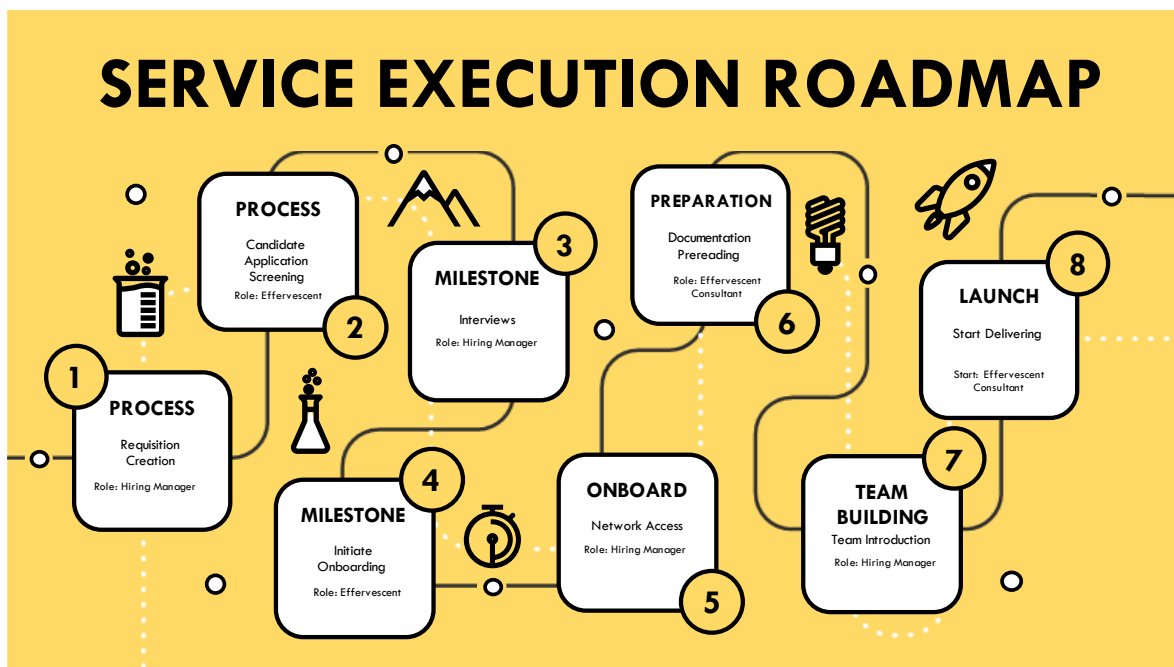 SERVICE EXECUTION ROADMAP
1
PROCESS
Requisition
Creation
Role: Hiring Manager
PROCESS
Candidate
Application
Screening
Role: Effervescent
2
3
MILESTONE
Interviews
Role: Hiring Manager
4
MILESTONE
Initiate
Onboarding
Role: Effervescent
ONBOARD
Network Access
Role: Hiring Manager
5
PREPARATION
Documentation
Prereading
Role: Effervescent
Consultant
6
7
TEAM
BUILDING
Team Introduction
Role: Hiring Manager
8
LAUNCH
Start Delivering
Start: Effervescent
Consultant